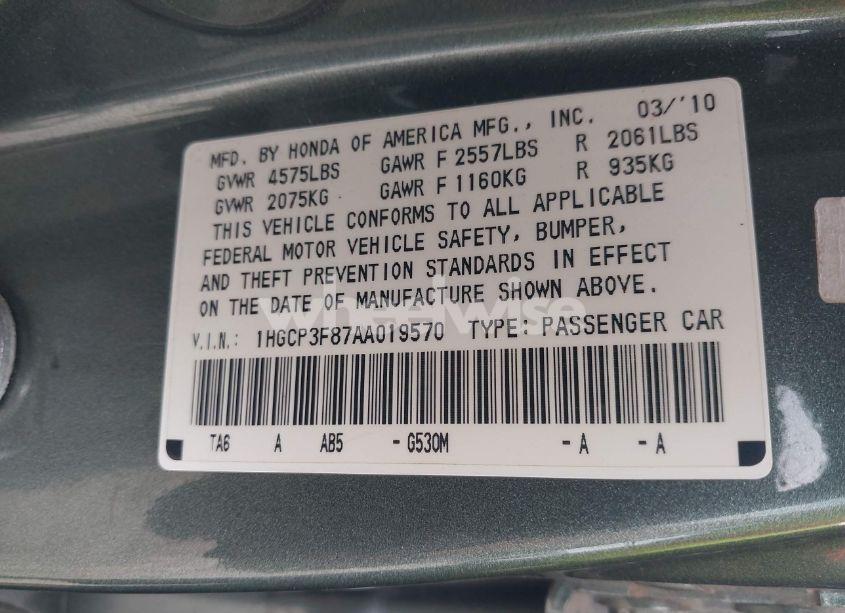 MFD. BY HONDA OF AMERICA MFG., INC. 03/'10
GVWR 4575LBS GAWR F 2557LBS R 2061LBS
GVWR 2075KG GAWR F 1160KG R 935KG
THIS VEHICLE CONFORMS TO ALL APPLICABLE
FEDERAL MOTOR VEHICLE SAFETY, BUMPER,
AND THEFT PREVENTION STANDARDS IN EFFECT
ON THE DATE OF MANUFACTURE SHOWN ABOVE.
wheelwise
V.I.N.: 1HGCP3F87AA019570 TYPE: PASSENGER CAR
TA6 A AB5 - G530M - A - A